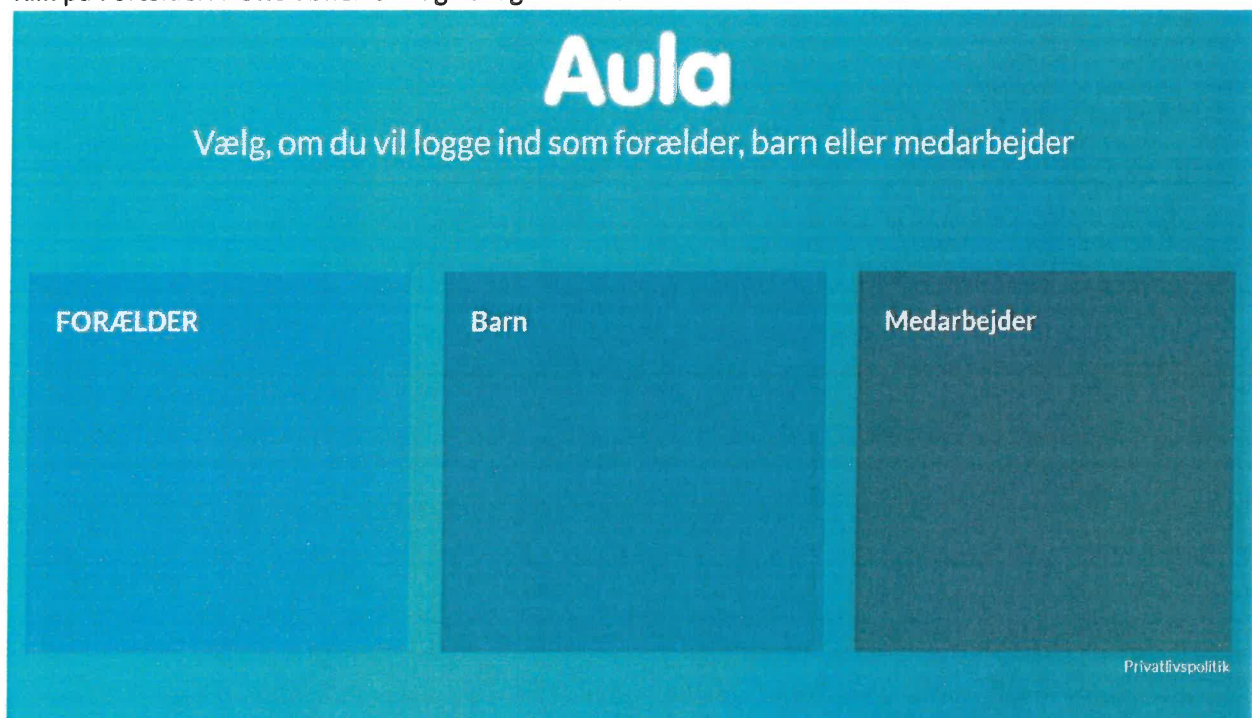 Aula
Vælg, om du vil logge ind som forælder, barn eller medarbejder
FORÆLDER
Barn
Medarbejder
Privatlivspolitik